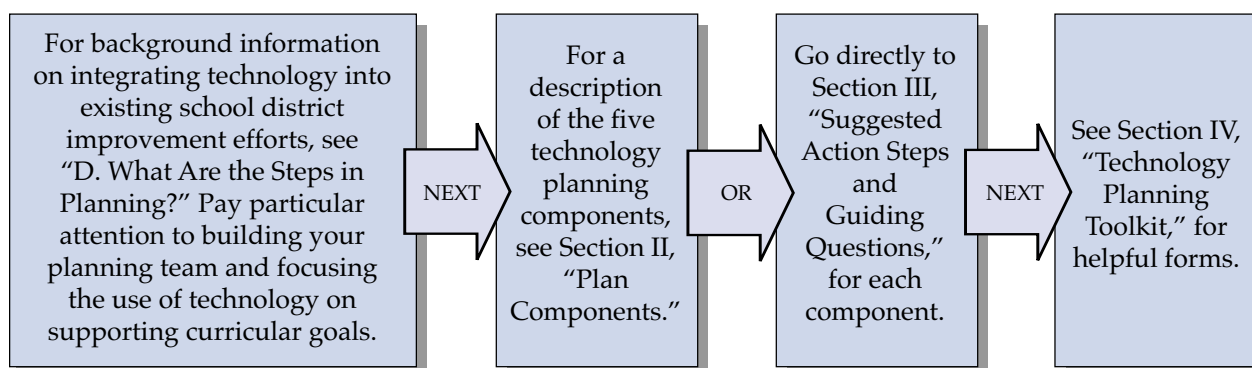 For background information
on integrating technology into
existing school district
improvement efforts, see
“D. What Are the Steps in
Planning?” Pay particular
attention to building your
planning team and focusing
the use of technology on
supporting curricular goals.
NEXT
For a
description
of the five
technology
planning
components,
see Section II,
“Plan
Components.”
OR
Go directly to
Section III,
“Suggested
Action Steps
and
Guiding
Questions,”
for each
component.
NEXT
See Section IV,
“Technology
Planning
Toolkit,” for
helpful forms.